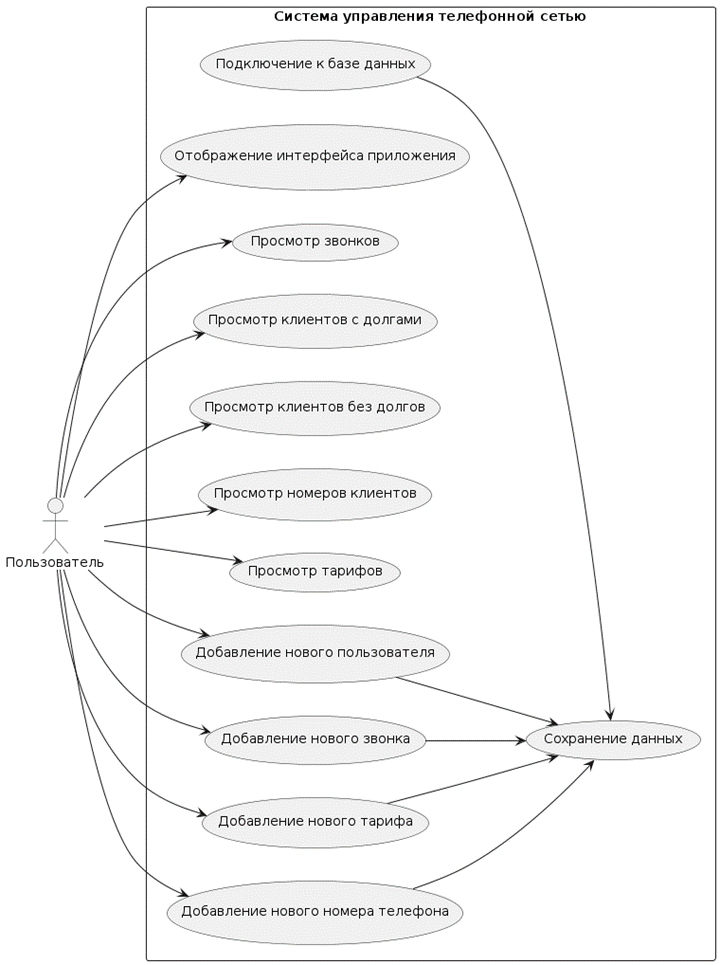 Система управления телефонной сетью
Подключение к базе данных
Отображение интерфейса приложения
Просмотр звонков
Просмотр клиентов с долгами
Просмотр клиентов без долгов
Просмотр номеров клиентов
Пользователь
Просмотр тарифов
Добавление нового пользователя
Добавление нового звонка
Сохранение данных
Добавление нового тарифа
Добавление нового номера телефона